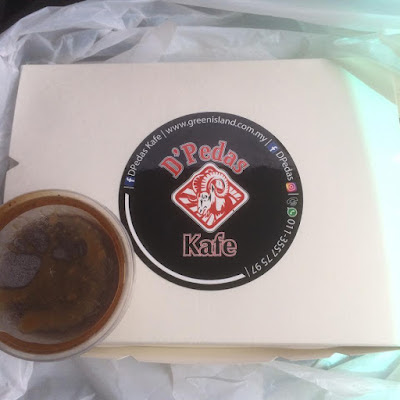 DPedas Kafe | www.greenisland.com.my | DPedas | 011-3557 75 97 |
D'Pedas
Kafe